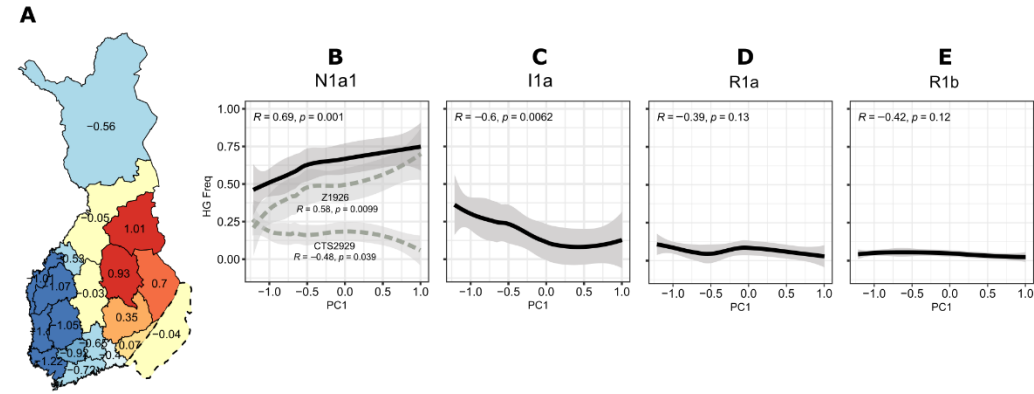 A
B
N1a1
C
I1a
D
R1a
E
R1b
−0.56
−0.05
1.01
−0.53
−1.07
0.93
−0.03
0.7
−1.05
0.35
−0.04
−0.92
−0.07
−1.22
−0.72
HG Freq
1.00
0.75
0.50
0.25
0.00
R = 0.69, p = 0.001
Z1926
R = 0.58, p = 0.0099
CTS2929
R = −0.48, p = 0.039
−1.0 −0.5 0.0 0.5 1.0
PC1
R = −0.6, p = 0.0062
−1.0 −0.5 0.0 0.5 1.0
PC1
R = −0.39, p = 0.13
−1.0 −0.5 0.0 0.5 1.0
PC1
R = −0.42, p = 0.12
−1.0 −0.5 0.0 0.5 1.0
PC1